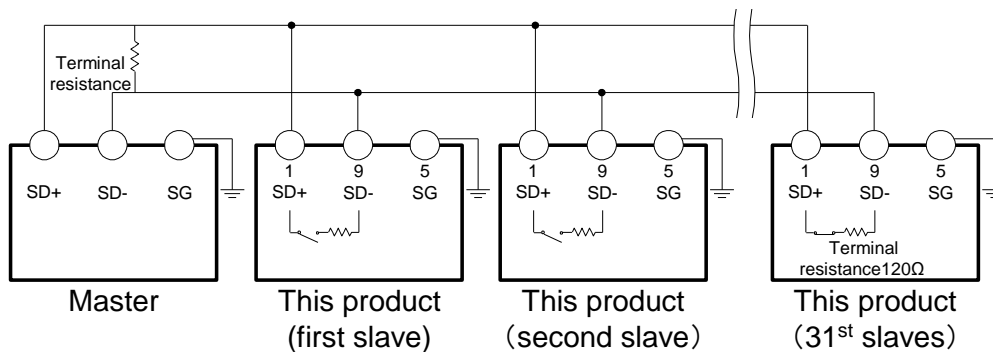 Terminal
resistance
1 9 5 1 9 5 1 9 5
SD+ SD- SG SD+ SD- SG SD+ SD- SG SD+ SD- SG
Terminal
resistance120Ω
Master This product This product This product
(first slave) （second slave） （31st slaves）